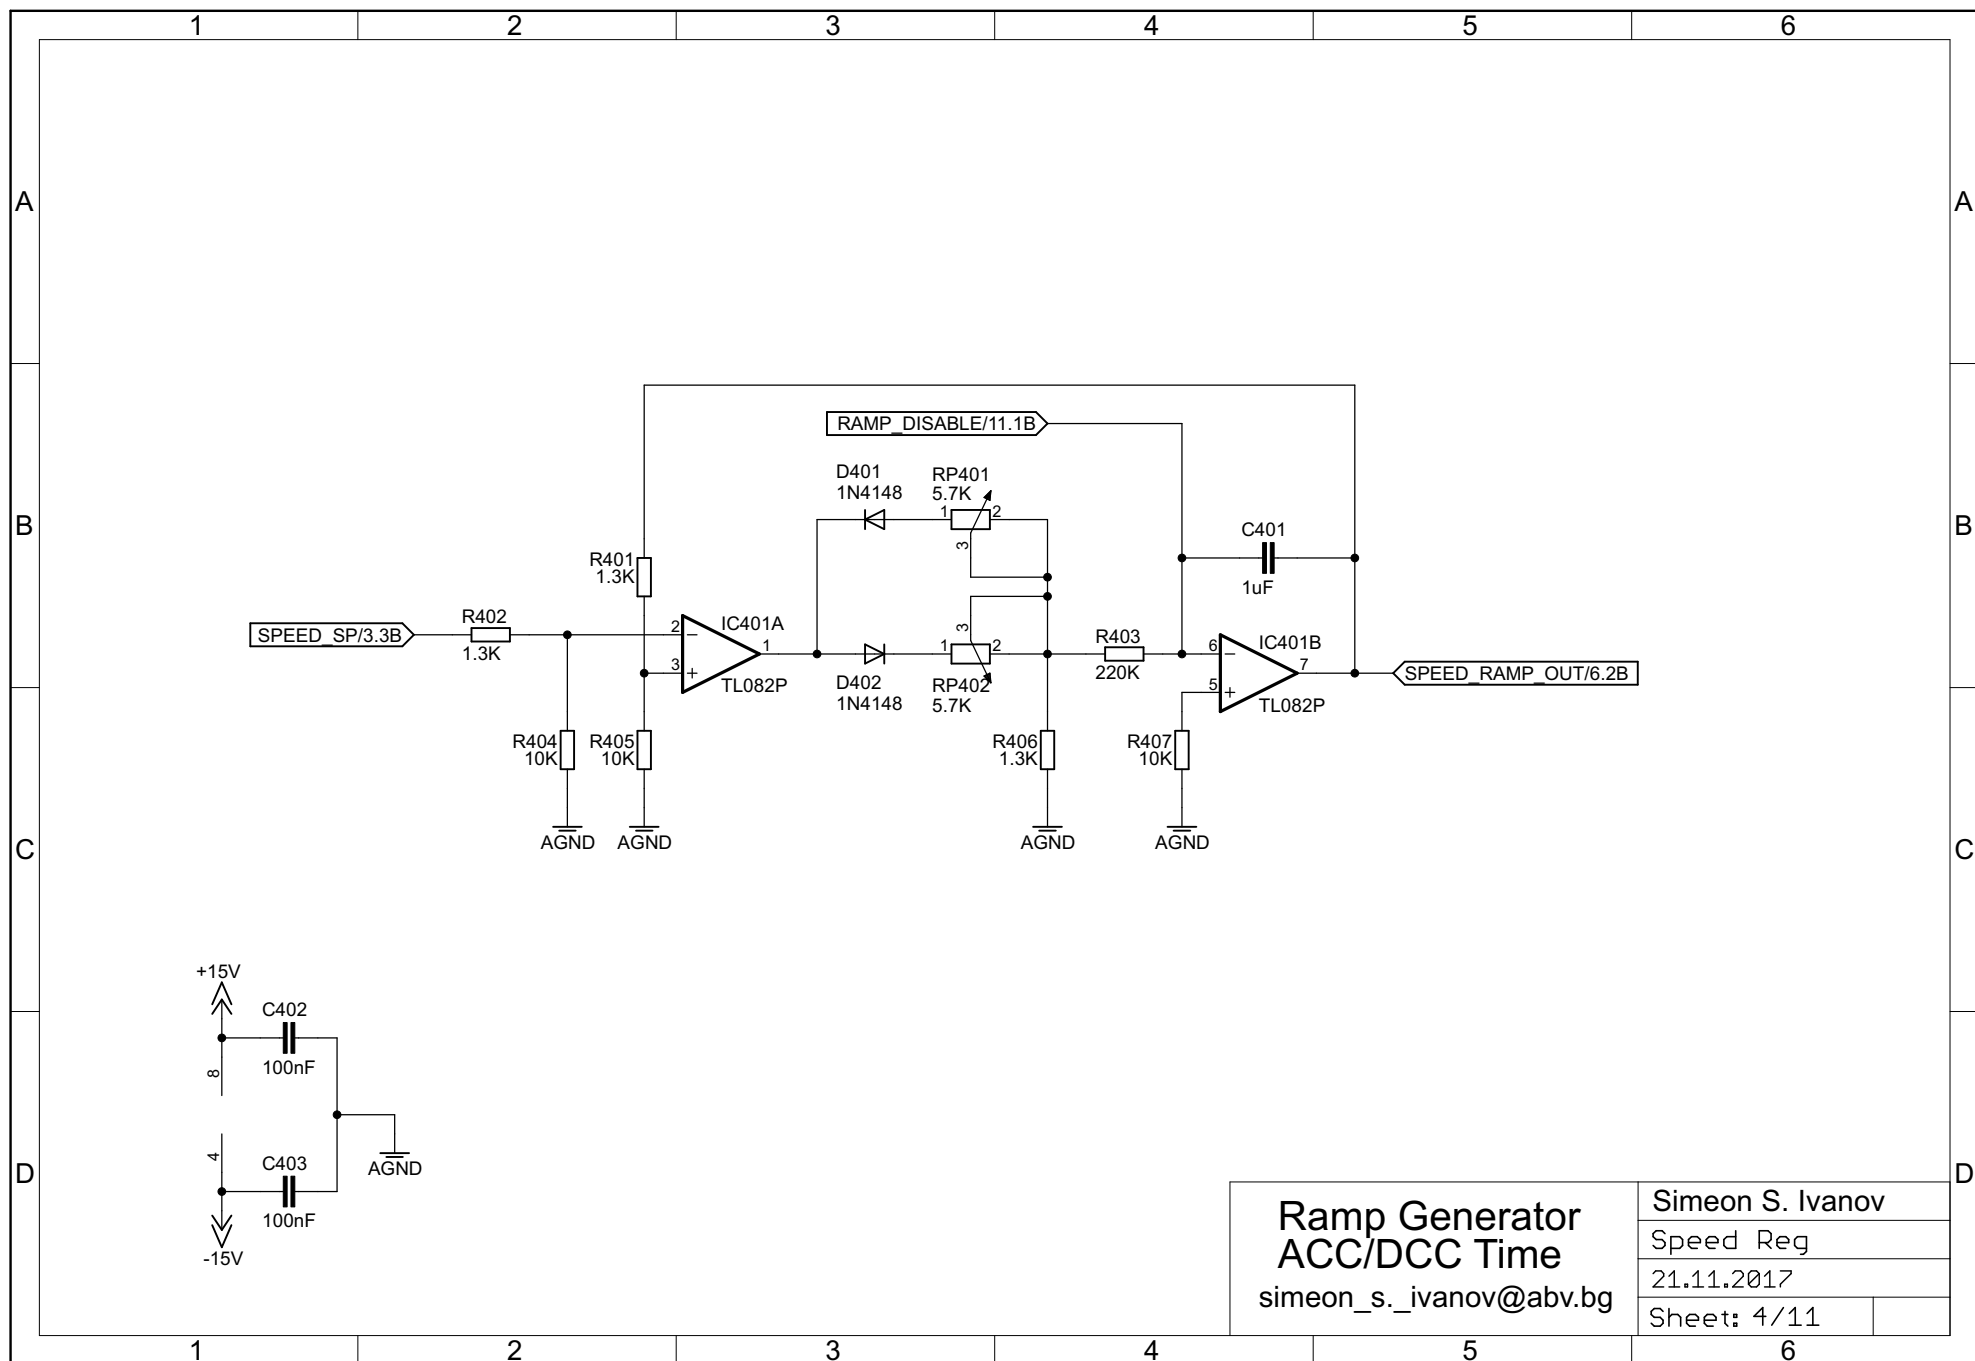 1 2 3 4 5 6
A A
RAMP_DISABLE/11.1B
D401
1N4148
RP401
5.7K
1 2
3
B B
C401
1uF
R401
1.3K
SPEED_SP/3.3B
R402
1.3K
2
3
IC401A
1
TL082P
D402
1N4148
3
1 2
RP402
5.7K
R403
220K
6
5
IC401B
7
TL082P
SPEED_RAMP_OUT/6.2B
R404
10K
R405
10K
R406
1.3K
R407
10K
AGND
AGND
AGND
AGND
C C
+15V
C402
100nF
8
4
C403
100nF
AGND
-15V
D D
Ramp Generator
ACC/DCC Time
simeon_s._ivanov@abv.bg
Simeon S. Ivanov
Speed Reg
21.11.2017
Sheet: 4/11
1 2 3 4 5 6